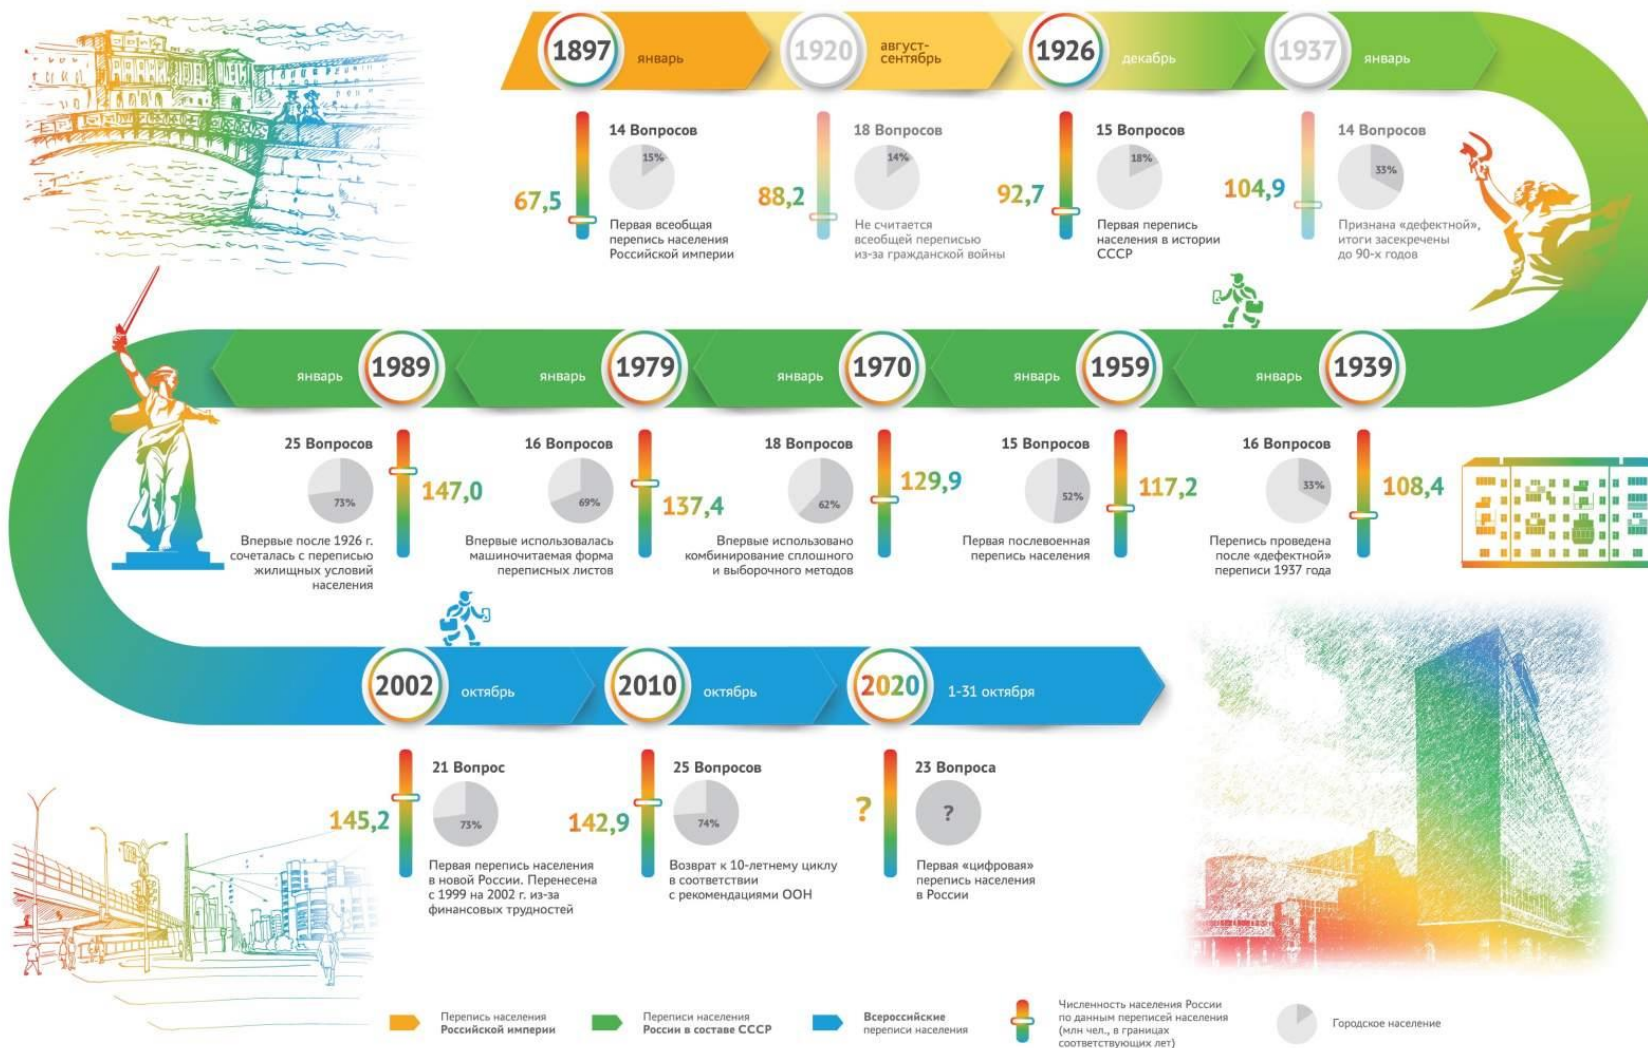 1897
январь
1920
август-
сентябрь
1926
декабрь
1937
январь
14 Вопросов
15%
67,5
Первая всеобщая
перепись населения
Российской империи
18 Вопросов
14%
88,2
Не считается
всеобщей переписью
из-за гражданской войны
15 Вопросов
18%
92,7
Первая перепись
населения в истории
СССР
14 Вопросов
33%
104,9
Признана «дефектной»,
итоги засекречены
до 90-х годов
январь
1989
январь
1979
январь
1970
январь
1959
январь
1939
25 Вопросов
73%
147,0
Впервые после 1926 г.
сочеталась с переписью
жилищных условий
населения
16 Вопросов
69%
137,4
Впервые использовалась
машиночитаемая форма
переписных листов
18 Вопросов
62%
129,9
Впервые использовано
комбинирование сплошного
и выборочного методов
15 Вопросов
52%
117,2
Первая послевоенная
перепись населения
16 Вопросов
33%
108,4
Перепись проведена
после «дефектной»
переписи 1937 года
2002
октябрь
2010
октябрь
2020
1-31 октября
21 Вопрос
73%
145,2
Первая перепись населения
в новой России. Перенесена
с 1999 на 2002 г. из-за
финансовых трудностей
25 Вопросов
74%
142,9
Возврат к 10-летнему циклу
в соответствии
с рекомендациями ООН
23 Вопроса
?
?
Первая «цифровая»
перепись населения
в России
Перепись населения
Российской империи
Переписи населения
России в составе СССР
Всероссийские
переписи населения
Численность населения России
по данным переписей населения
(млн чел., в границах
соответствующих лет)
Городское население